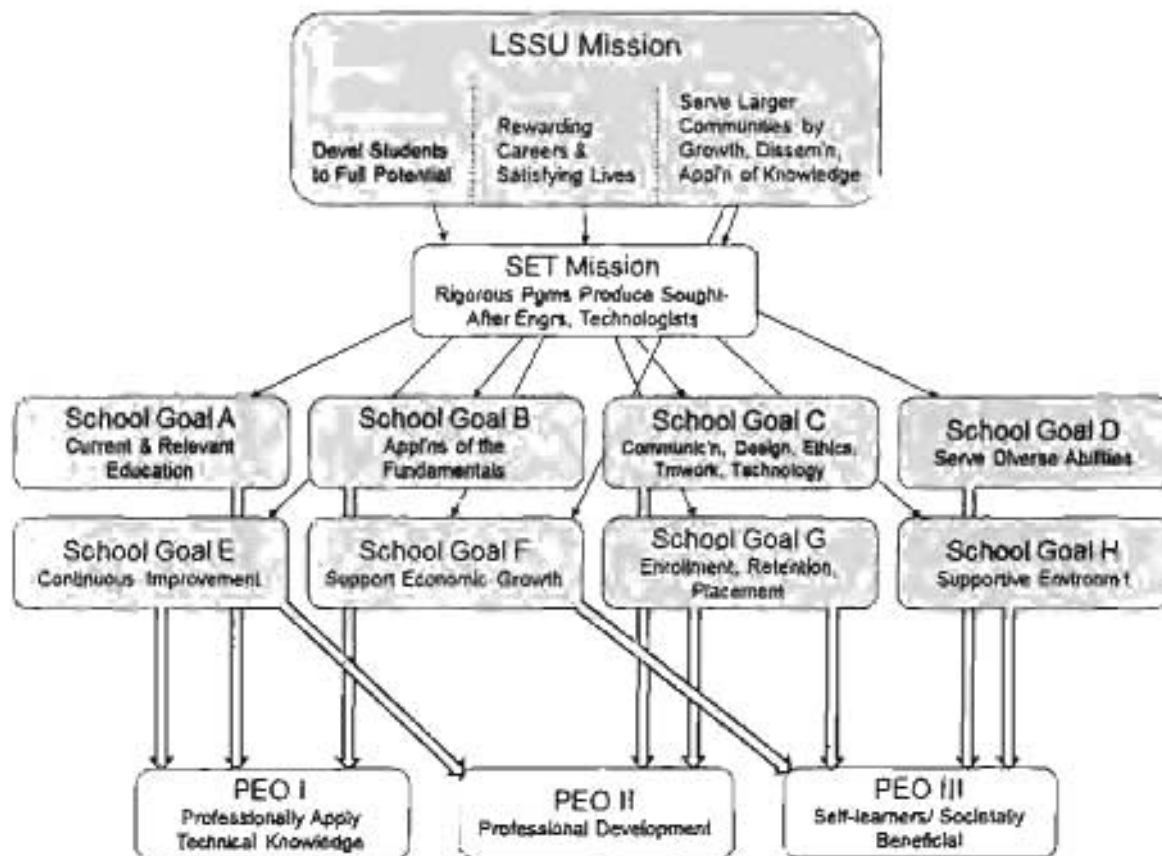 LSSU Mission
Devel Students
to Full Potential
Rewarding
Careers &
Satisfying Lives
Serve Larger
Communities by
Growth, Dissem'n,
Appl'n of Knowledge
SET Mission
Rigorous Pgms Produce Sought-
After Engrs, Technologists
School Goal A
Current & Relevant
Education
School Goal B
Appl'ns of the
Fundamentals
School Goal C
Communic'n, Design, Ethics,
Tmwork, Technology
School Goal D
Serve Diverse Abilities
School Goal E
Continuous Improvement
School Goal F
Support Economic Growth
School Goal G
Enrollment, Retention,
Placement
School Goal H
Supportive Environm't
PEO I
Professionally Apply
Technical Knowledge
PEO II
Professional Development
PEO III
Self-learners/ Societally
Beneficial